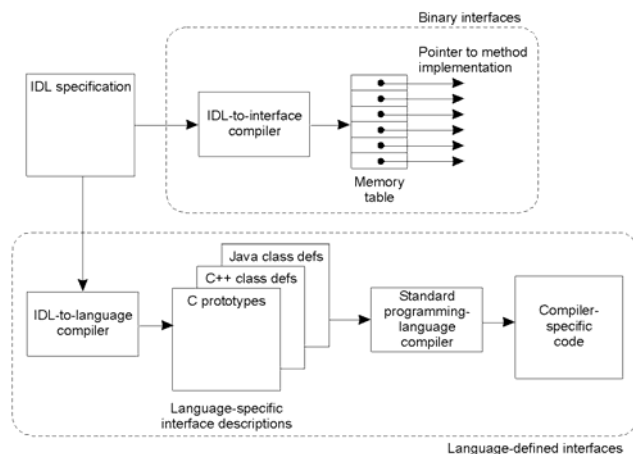 Binary interfaces
Pointer to method
implementation
IDL specification
IDL-to-interface
compiler
Memory
table
Java class defs
C++ class defs
C prototypes
IDL-to-language
compiler
Standard
programming-
language
compiler
Compiler-
specific
code
Language-specific
interface descriptions
Language-defined interfaces